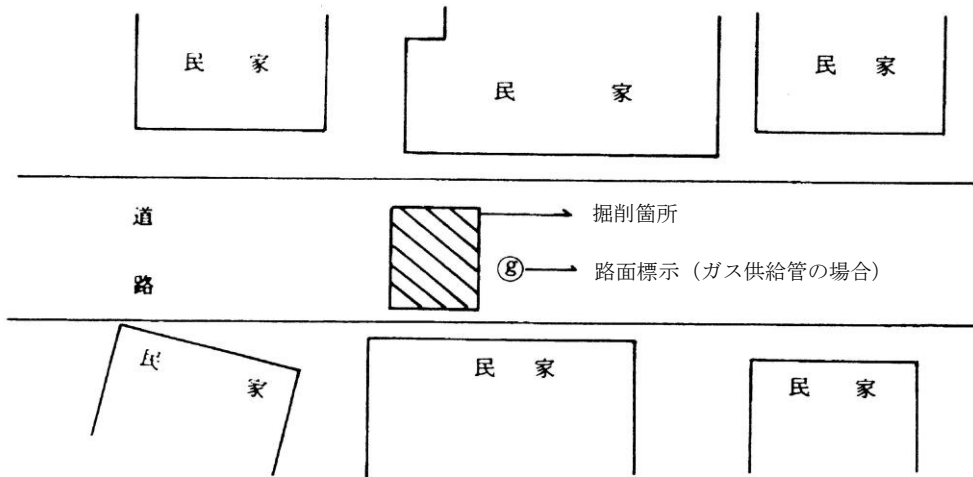 民 家
民 家
民 家
道
路
掘削箇所
ⓖ 路面標示（ガス供給管の場合）
民 家
民 家
民 家